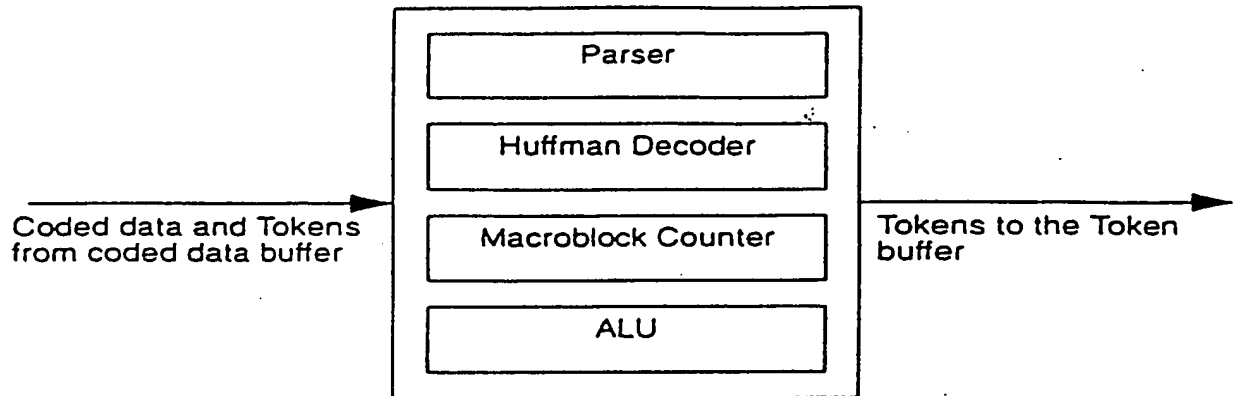 Parser
Huffman Decoder
Macroblock Counter
ALU
Coded data and Tokens
from coded data buffer
Tokens to the Token
buffer